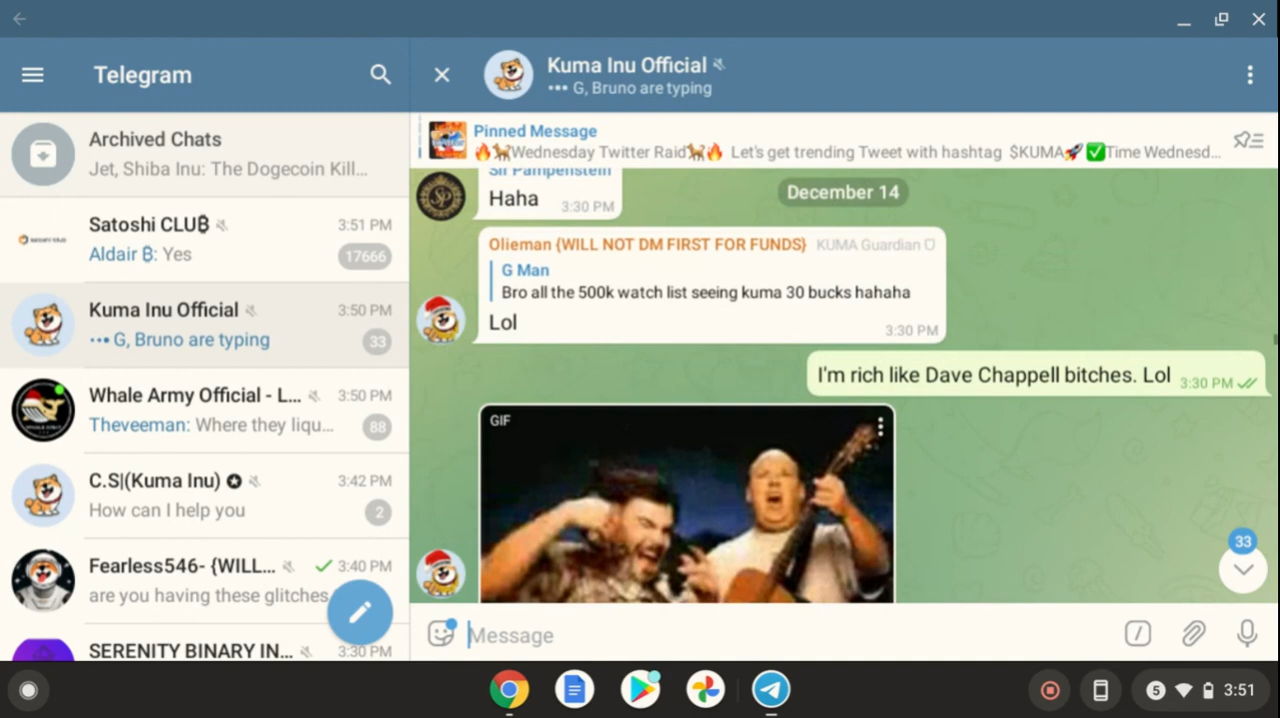 Telegram
Archived Chats
Jet, Shiba Inu: The Dogecoin Kill...
Satoshi CLU₿ 3:51 PM
Aldair ₿: Yes 17666
Kuma Inu Official 3:50 PM
••• G, Bruno are typing 33
Whale Army Official - L... 3:50 PM
Theveeman: Where they liqu... 88
C.S|(Kuma Inu) 3:42 PM
How can I help you 2
Fearless546- {WILL... 3:40 PM
are you having these glitches
SERENITY BINARY IN... 3:30 PM
Kuma Inu Official
••• G, Bruno are typing
Pinned Message
🔥🐕Wednesday Twitter Raid🐕🔥 Let's get trending Tweet with hashtag $KUMA🚀 ✅Time Wednesd...
Sir Pampenstein
Haha 3:30 PM
December 14
Olieman {WILL NOT DM FIRST FOR FUNDS} KUMA Guardian
G Man
Bro all the 500k watch list seeing kuma 30 bucks hahaha
Lol
3:30 PM
I'm rich like Dave Chappell bitches. Lol 3:30 PM
GIF
33
Message
5 3:51